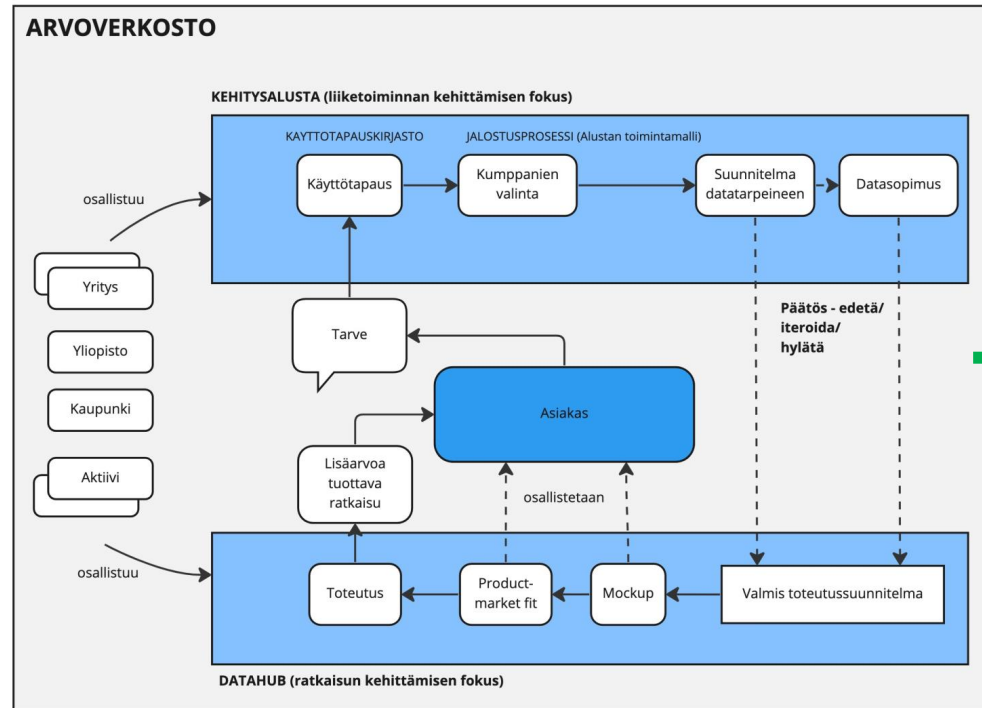 ARVOVERKOSTO
KEHITYSALUSTA (liiketoiminnan kehittämisen fokus)
KAYTTOTAPAUSKIRJASTO
JALOSTUSPROSESSI (Alustan toimintamalli)
Käyttötapaus
Kumppanien
valinta
Suunnitelma
datatarpeineen
Datasopimus
osallistuu
Yritys
Yliopisto
Kaupunki
Aktiivi
osallistuu
Tarve
Päätös - edetä/
iteroida/
hylätä
Asiakas
Lisäarvoa
tuottava
ratkaisu
osallistetaan
Toteutus
Product-
market fit
Mockup
Valmis toteutussuunnitelma
DATAHUB (ratkaisun kehittämisen fokus)